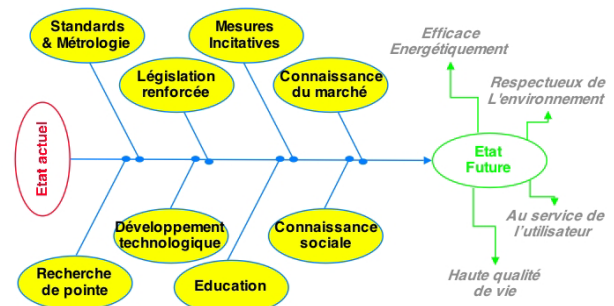 Standards
& Métrologie
Mesures
Incitatives
Législation
renforcée
Connaissance
du marché
Efficace
Energétiquement
Respectueux de
L'environnement
Etat actuel
Etat
Future
Développement
technologique
Connaissance
sociale
Au service de
l'utilisateur
Recherche
de pointe
Education
Haute qualité
de vie